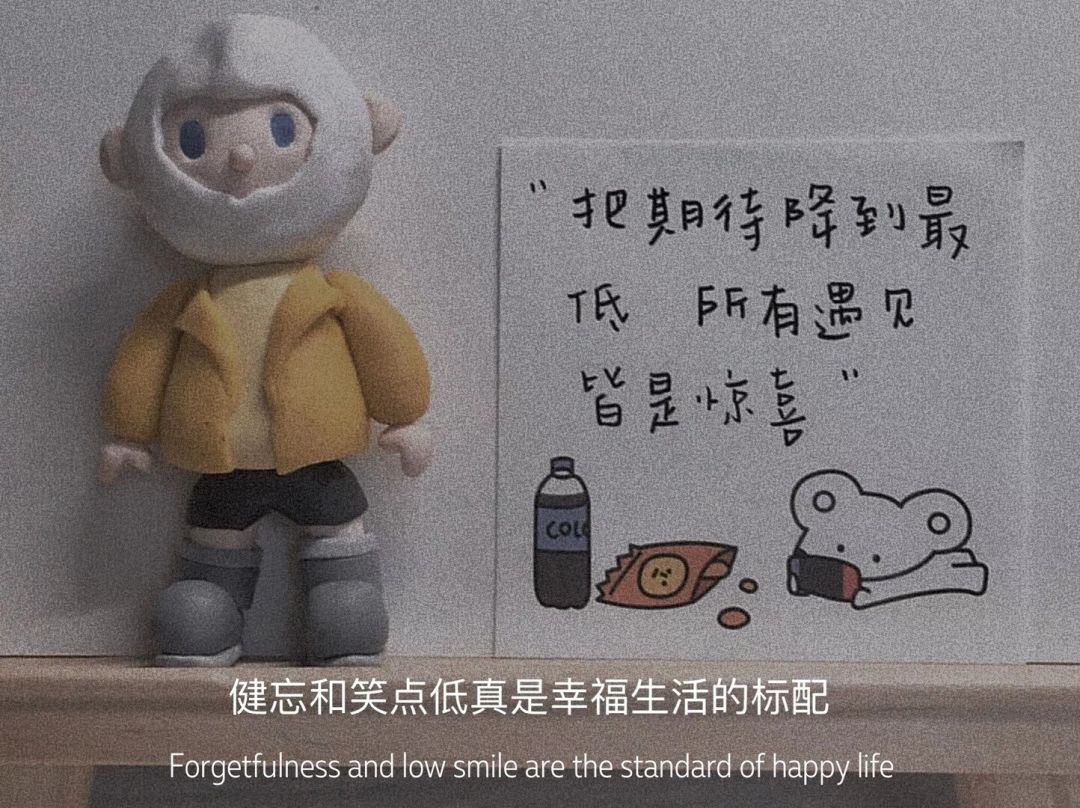 "把期待降到最
低 所有遇见
皆是惊喜"
COLO
健忘和笑点低真是幸福生活的标配
Forgetfulness and low smile are the standard of happy life